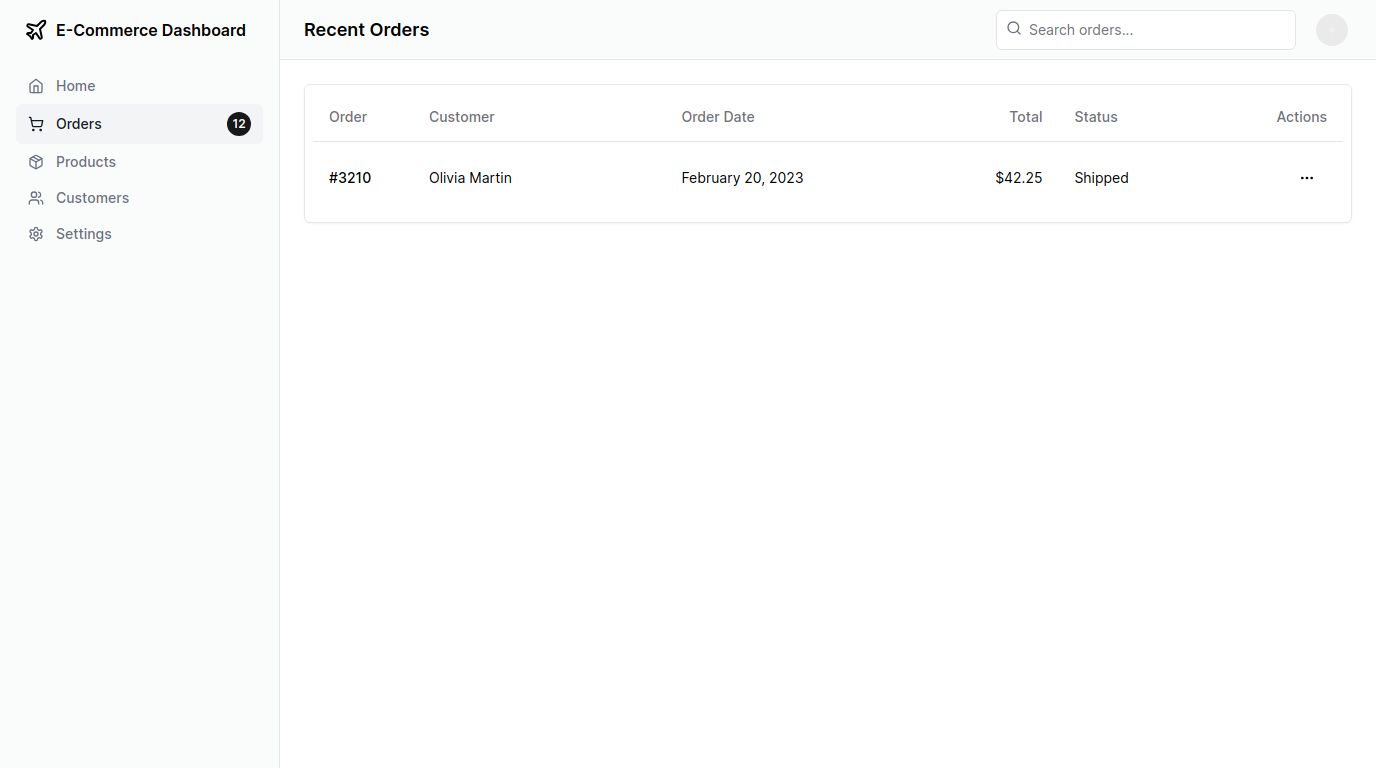 E-Commerce Dashboard
Home
Orders 12
Products
Customers
Settings
Recent Orders
Search orders...
Order Customer Order Date Total Status Actions
#3210 Olivia Martin February 20, 2023 $42.25 Shipped